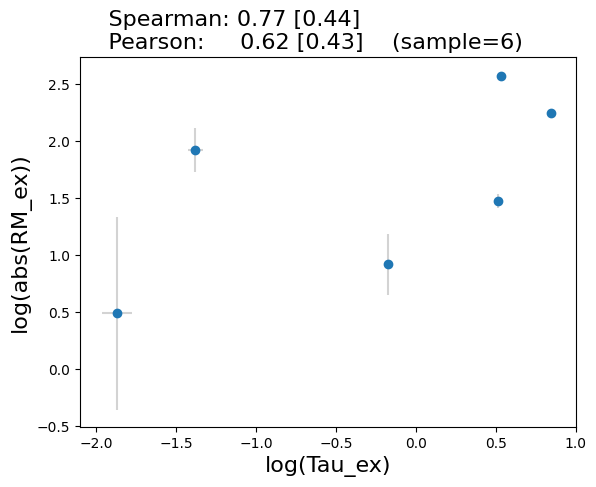 Spearman: 0.77 [0.44]
Pearson: 0.62 [0.43] (sample=6)
log(abs(RM_ex))
2.5
2.0
1.5
1.0
0.5
0.0
−0.5
−2.0 −1.5 −1.0 −0.5 0.0 0.5 1.0
log(Tau_ex)